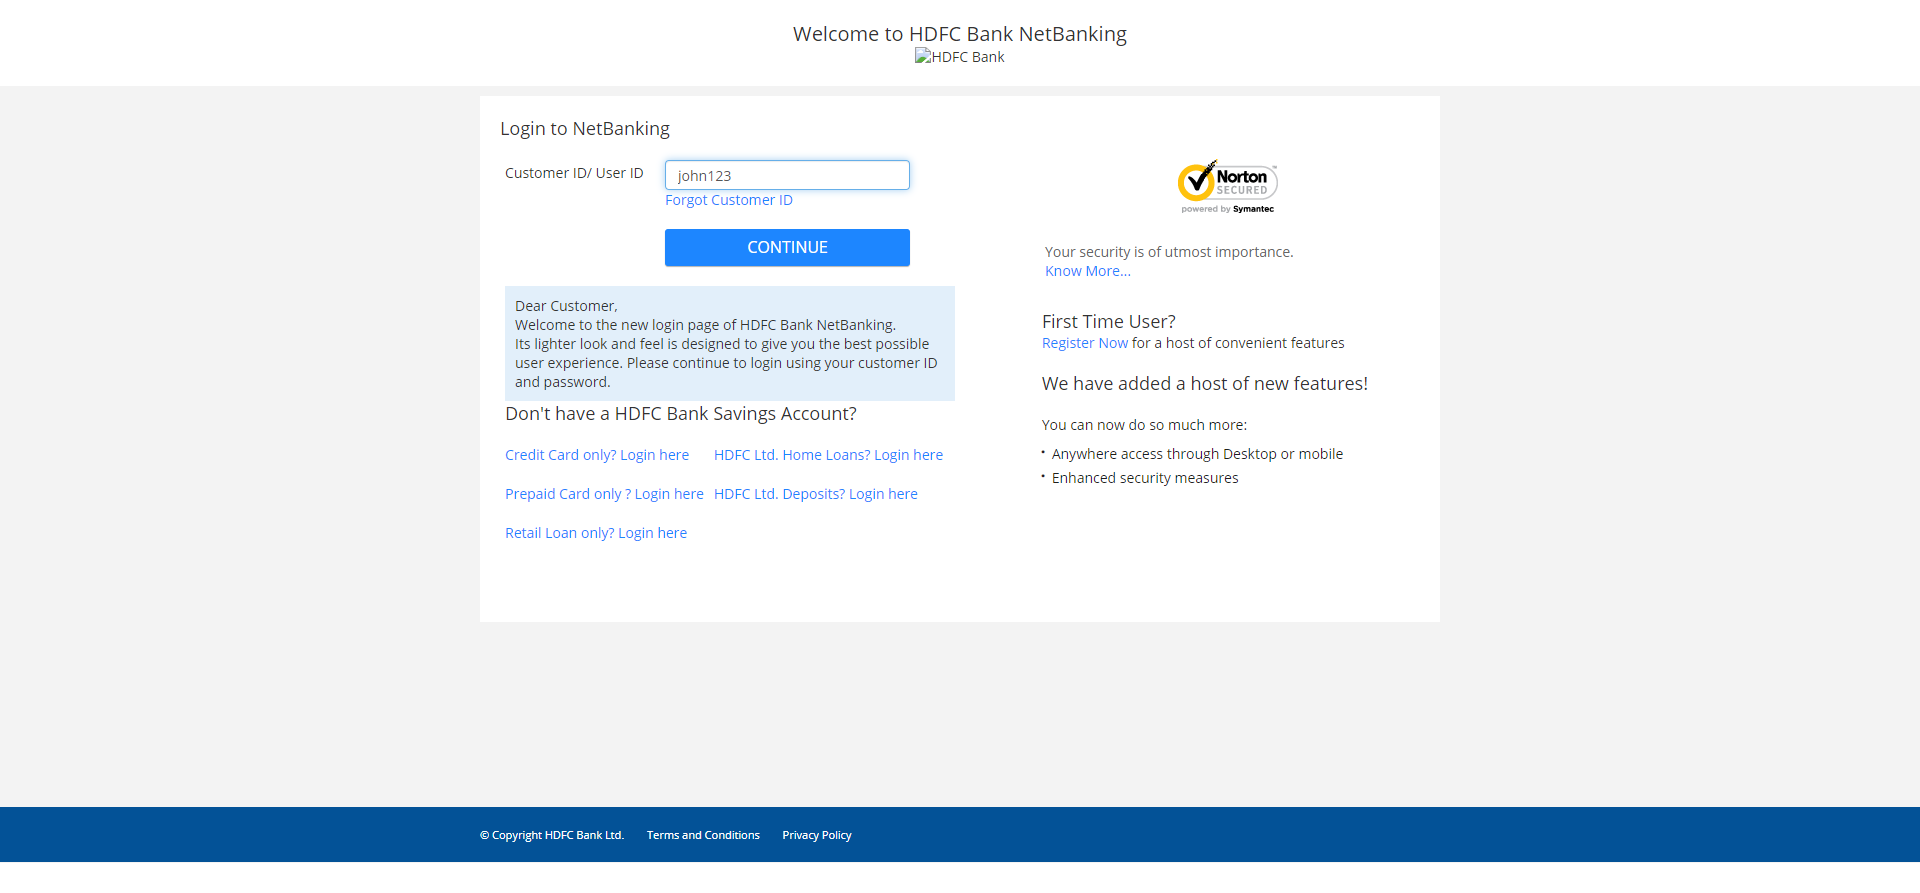 Welcome to HDFC Bank NetBanking
HDFC Bank
Login to NetBanking
Customer ID/ User ID
john123
Forgot Customer ID
CONTINUE
Dear Customer,
Welcome to the new login page of HDFC Bank NetBanking.
Its lighter look and feel is designed to give you the best possible
user experience. Please continue to login using your customer ID
and password.
Don't have a HDFC Bank Savings Account?
Credit Card only? Login here
HDFC Ltd. Home Loans? Login here
Prepaid Card only ? Login here
HDFC Ltd. Deposits? Login here
Retail Loan only? Login here
Norton
SECURED
powered by Symantec
Your security is of utmost importance.
Know More...
First Time User?
Register Now for a host of convenient features
We have added a host of new features!
You can now do so much more:
• Anywhere access through Desktop or mobile
• Enhanced security measures
© Copyright HDFC Bank Ltd.
Terms and Conditions
Privacy Policy